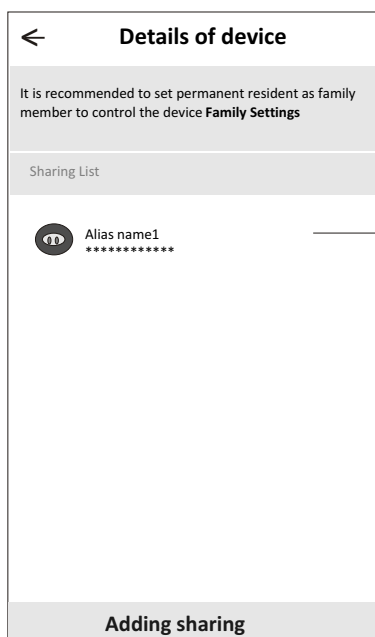 Details of device
It is recommended to set permanent resident as family
member to control the device Family Settings
Sharing List
Alias name1
************
Adding sharing